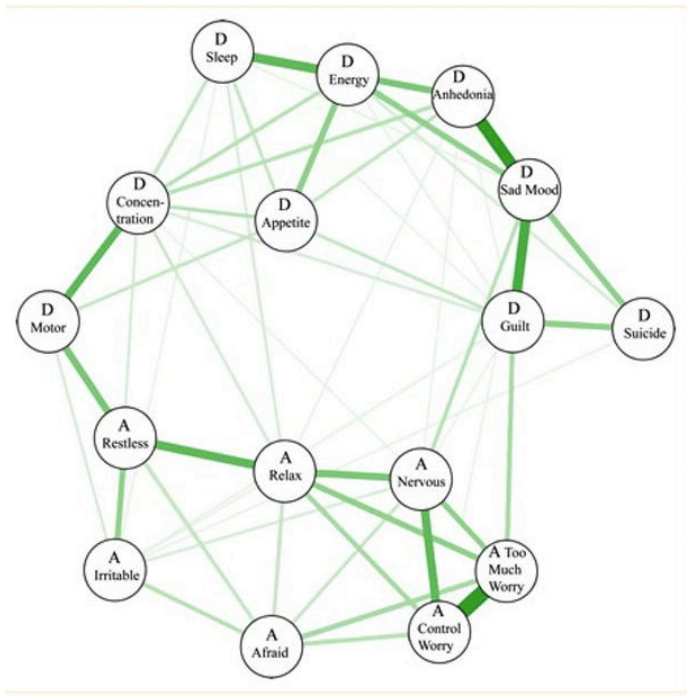 D
Sleep
D
Energy
D
Anhedonia
D
Sad Mood
D
Concen-
tration
D
Appetite
D
Motor
D
Guilt
D
Suicide
A
Restless
A
Relax
A
Nervous
A
Irritable
A Too
Much
Worry
A
Control
Worry
A
Afraid